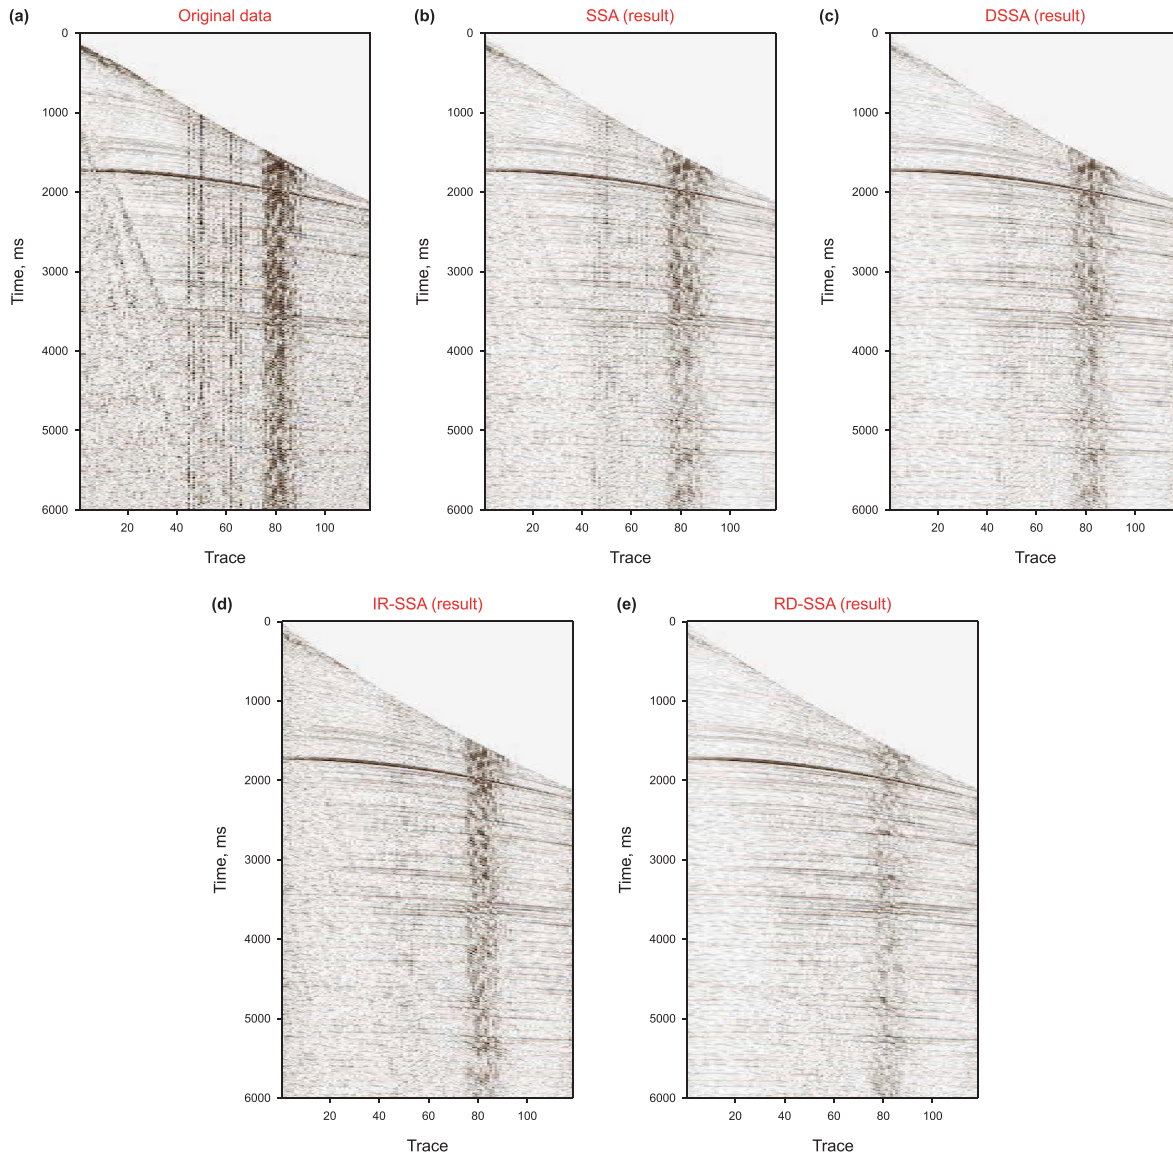 (a) Original data
0
1000
2000
3000
4000
5000
6000
Time, ms
20 40 60 80 100
Trace
(b) SSA (result)
0
1000
2000
3000
4000
5000
6000
Time, ms
20 40 60 80 100
Trace
(c) DSSA (result)
0
1000
2000
3000
4000
5000
6000
Time, ms
20 40 60 80 100
Trace
(d) IR-SSA (result)
0
1000
2000
3000
4000
5000
6000
Time, ms
20 40 60 80 100
Trace
(e) RD-SSA (result)
0
1000
2000
3000
4000
5000
6000
Time, ms
20 40 60 80 100
Trace